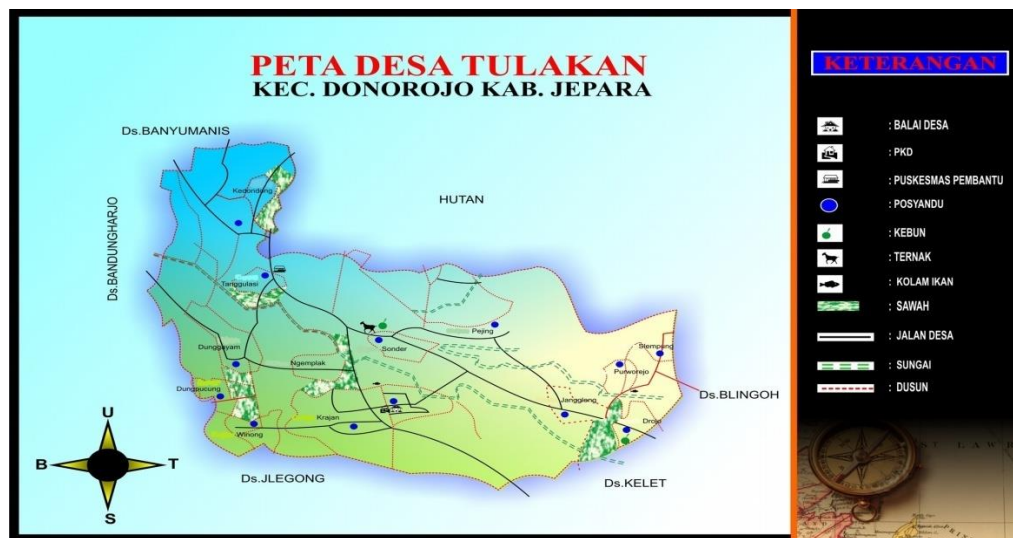 PETA DESA TULAKAN
KEC. DONOROJO KAB. JEPARA
Ds.BANYUMANIS
Ds.BANDUNGHARJO
HUTAN
Kedondong
Tanggulasi
Dunggayam
Ngemplak
Sonder
Pejing
Stempung
Purworejo
Dungpucung
Krajan
Winong
Janggleng
Drojo
Ds.BLINGOH
Ds.JLEGONG
Ds.KELET
U
B
T
S
KETERANGAN
: BALAI DESA
: PKD
: PUSKESMAS PEMBANTU
: POSYANDU
: KEBUN
: TERNAK
: KOLAM IKAN
: SAWAH
: JALAN DESA
: SUNGAI
: DUSUN